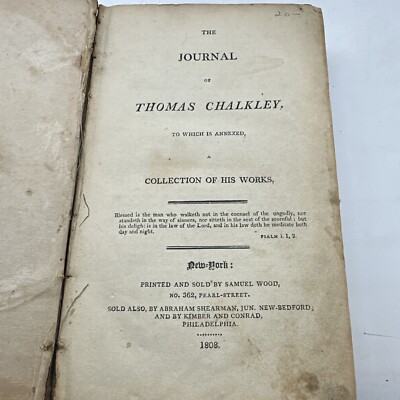 20—
THE
JOURNAL
OF
THOMAS CHALKLEY,
TO WHICH IS ANNEXED,
A
COLLECTION OF HIS WORKS,
Blessed is the man who walketh not in the counsel of the ungodly, nor
standeth in the way of sinners, nor sitteth in the seat of the scornful; but
his delight is in the law of the Lord, and in his law doth he meditate both
day and night.
PSALM i. 1, 2.
New-York:
PRINTED AND SOLD BY SAMUEL WOOD,
NO. 362, PEARL-STREET.
SOLD ALSO, BY ABRAHAM SHEARMAN, JUN. NEW-BEDFORD;
AND BY KIMBER AND CONRAD,
PHILADELPHIA.
1808.